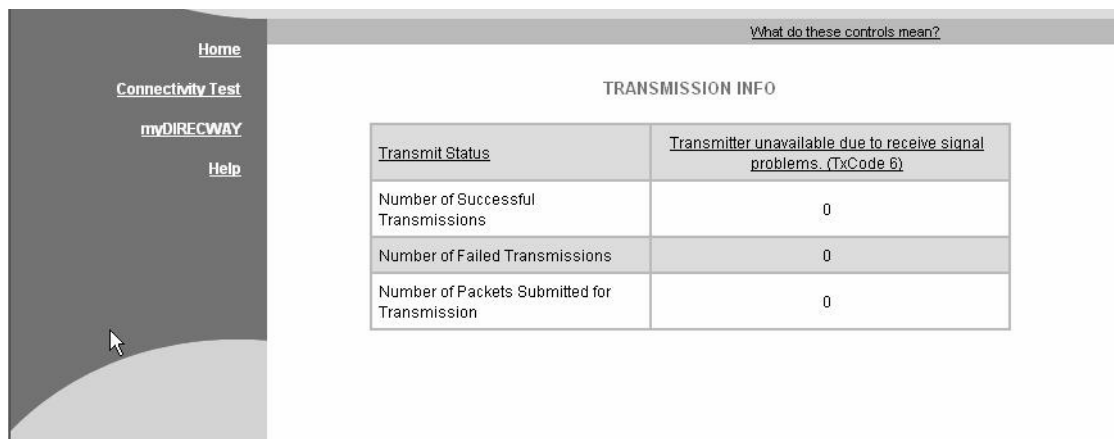 What do these controls mean?
Home
Connectivity Test
myDIRECWAY
Help
TRANSMISSION INFO
Transmit Status
Transmitter unavailable due to receive signal
problems. (TxCode 6)
Number of Successful
Transmissions
0
Number of Failed Transmissions
0
Number of Packets Submitted for
Transmission
0